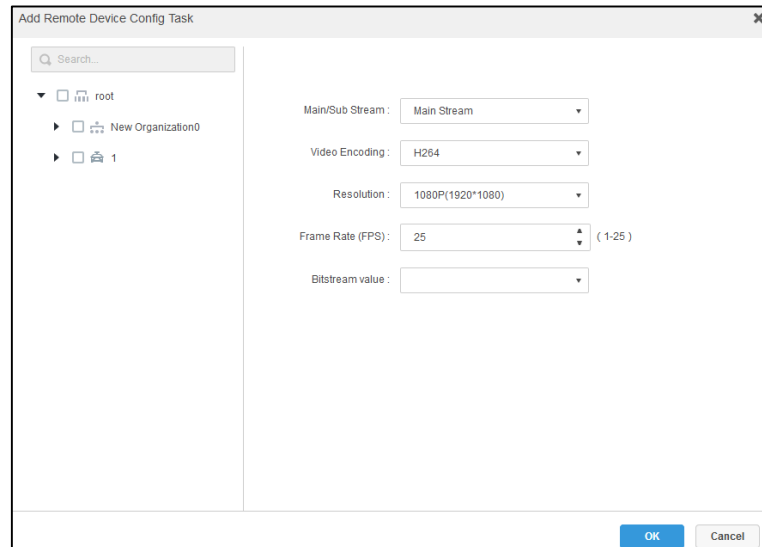 Add Remote Device Config Task
Search...
root
New Organization0
1
Main/Sub Stream : Main Stream
Video Encoding : H264
Resolution : 1080P(1920*1080)
Frame Rate (FPS) : 25 ( 1-25 )
Bitstream value :
OK Cancel